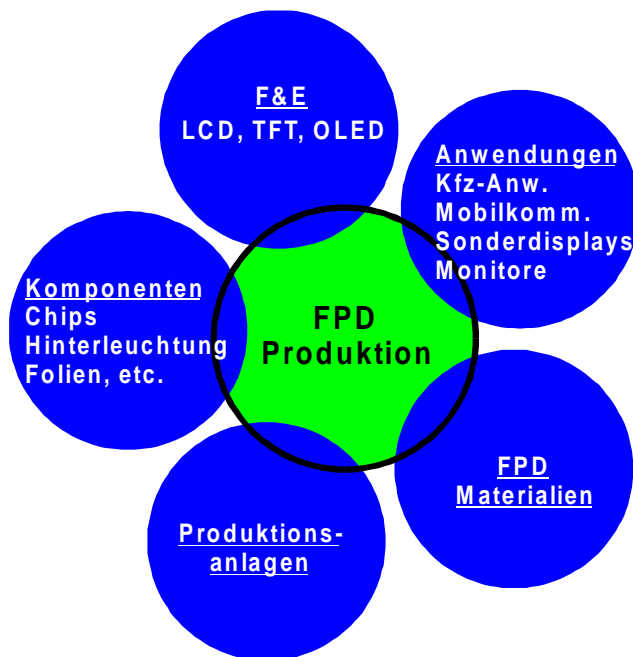 F&E
LCD, TFT, OLED
Anwendungen
Kfz-Anw.
Mobilkomm.
Sonderdisplays
Monitore
Komponenten
Chips
Hinterleuchtung
Folien, etc.
FPD
Produktion
FPD
Materialien
Produktions-
anlagen